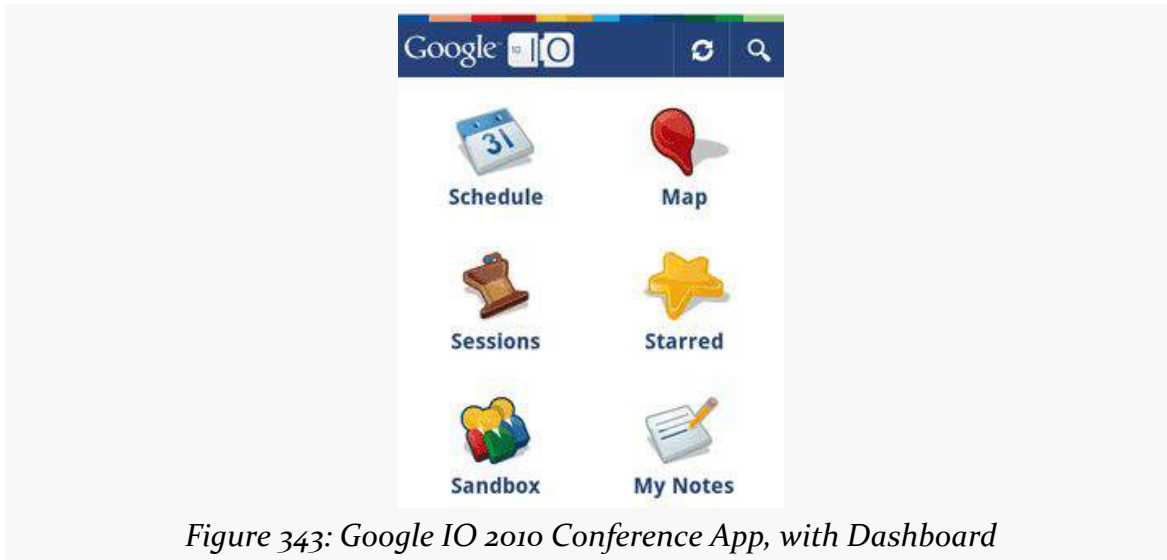 Google 10 IO
31
Schedule Map
Sessions Starred
Sandbox My Notes
Figure 343: Google IO 2010 Conference App, with Dashboard